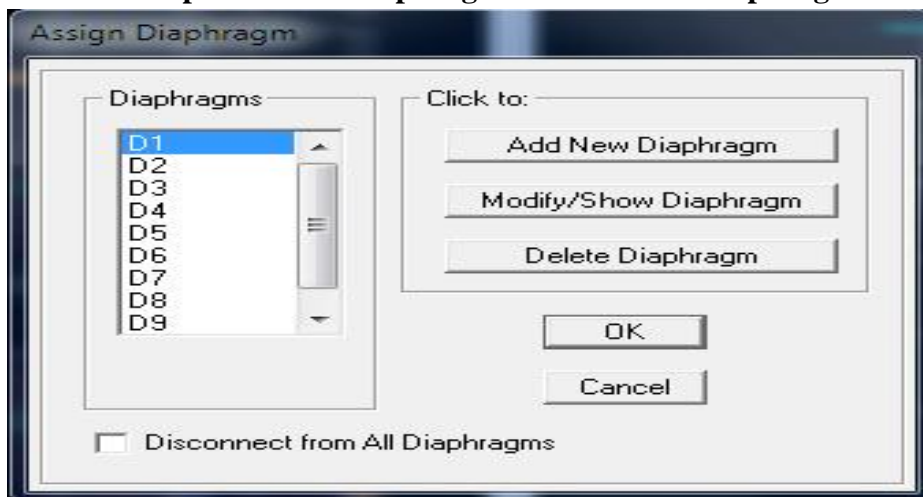 Assign Diaphragm
Diaphragms
D1
D2
D3
D4
D5
D6
D7
D8
D9
Click to:
Add New Diaphragm
Modify/Show Diaphragm
Delete Diaphragm
OK
Cancel
Disconnect from All Diaphragms